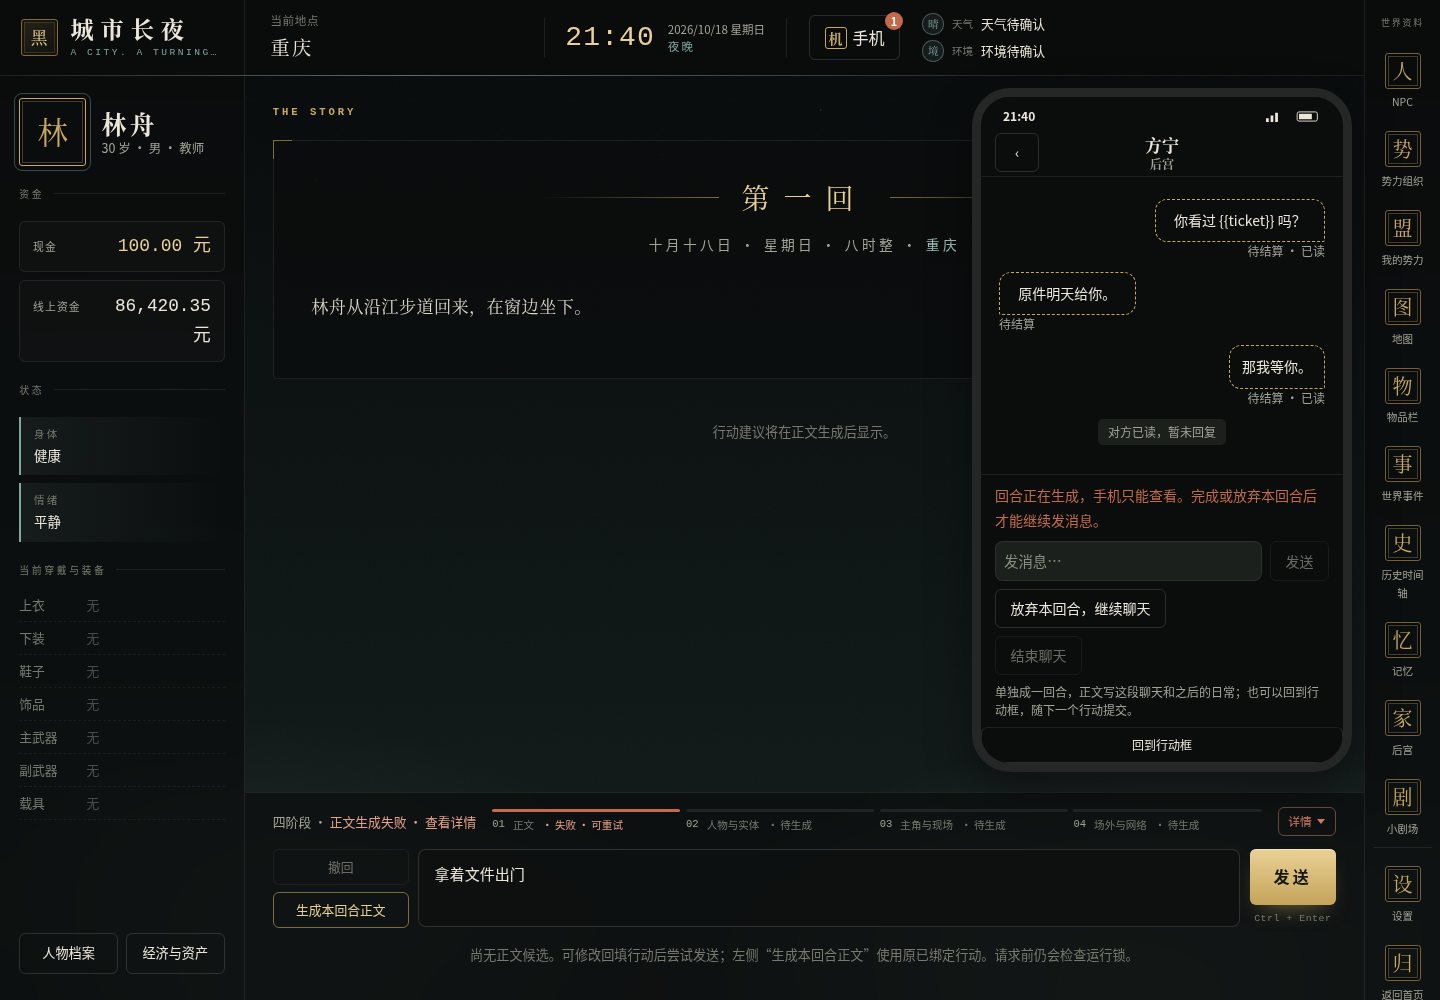 黑
城市长夜
A CITY. A TURNING…
当前地点
重庆
21:40
2026/10/18 星期日
夜晚
机 手机
1
晴 天气 天气待确认
境 环境 环境待确认
林
林舟
30 岁 · 男 · 教师
资金
现金 100.00 元
线上资金 86,420.35
元
状态
身体
健康
情绪
平静
当前穿戴与装备
上衣 无
下装 无
鞋子 无
饰品 无
主武器 无
副武器 无
载具 无
人物档案
经济与资产
THE STORY
第一回
十月十八日 · 星期日 · 八时整 · 重庆
林舟从沿江步道回来，在窗边坐下。
行动建议将在正文生成后显示。
21:40
‹
方宁
后宫
你看过 {{ticket}} 吗？
待结算 · 已读
原件明天给你。
待结算
那我等你。
待结算 · 已读
对方已读，暂未回复
回合正在生成，手机只能查看。完成或放弃本回合后
才能继续发消息。
发消息…
发送
放弃本回合，继续聊天
结束聊天
单独成一回合，正文写这段聊天和之后的日常；也可以回到行
动框，随下一个行动提交。
回到行动框
四阶段 · 正文生成失败 · 查看详情
01 正文 · 失败 · 可重试
02 人物与实体 · 待生成
03 主角与现场 · 待生成
04 场外与网络 · 待生成
详情
撤回
生成本回合正文
拿着文件出门
发送
Ctrl + Enter
尚无正文候选。可修改回填行动后尝试发送；左侧“生成本回合正文”使用原已绑定行动。请求前仍会检查运行锁。
世界资料
人
NPC
势
势力组织
盟
我的势力
图
地图
物
物品栏
事
世界事件
史
历史时间
轴
忆
记忆
家
后宫
剧
小剧场
设
设置
归
返回首页